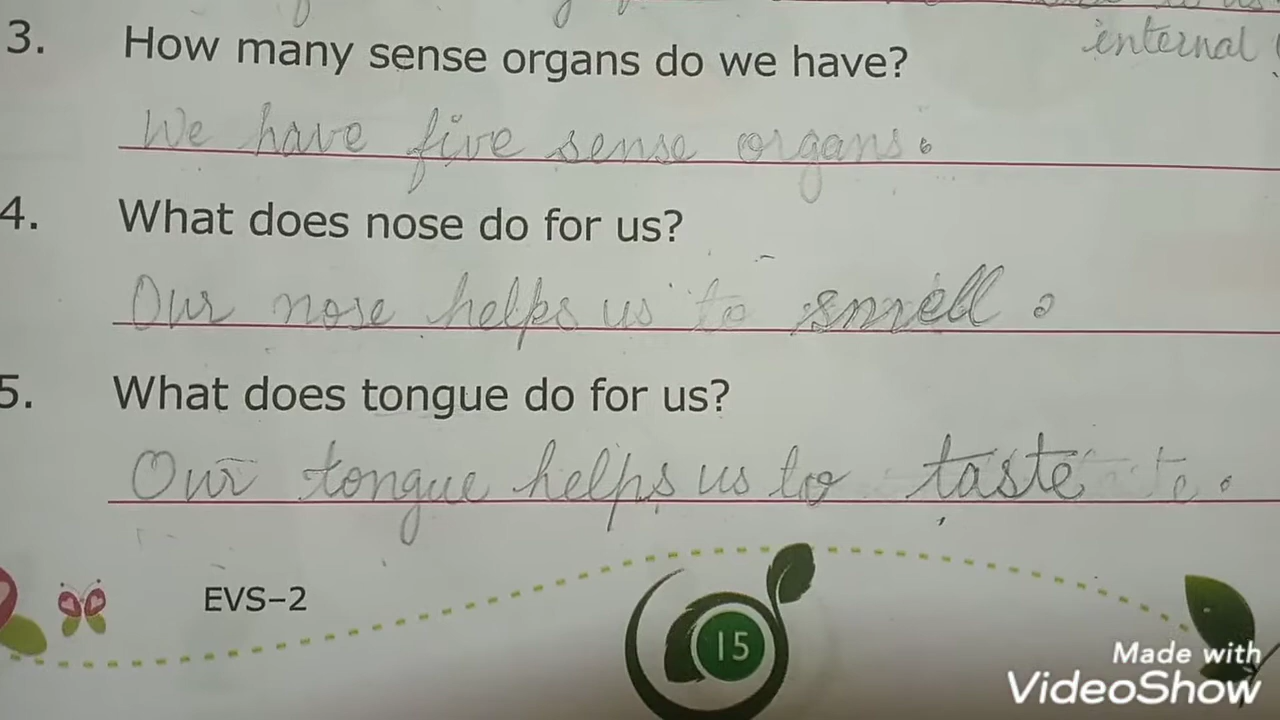 internal
3. How many sense organs do we have?
We have five sense organs.
4. What does nose do for us?
Our nose helps us to smell.
5. What does tongue do for us?
Our tongue helps us to taste.
EVS-2
15
Made with
VideoShow